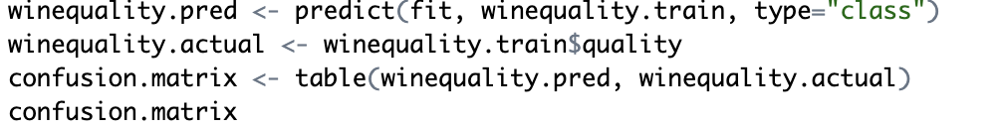 winequality.pred <- predict(fit, winequality.train, type="class")
winequality.actual <- winequality.train$quality
confusion.matrix <- table(winequality.pred, winequality.actual)
confusion.matrix